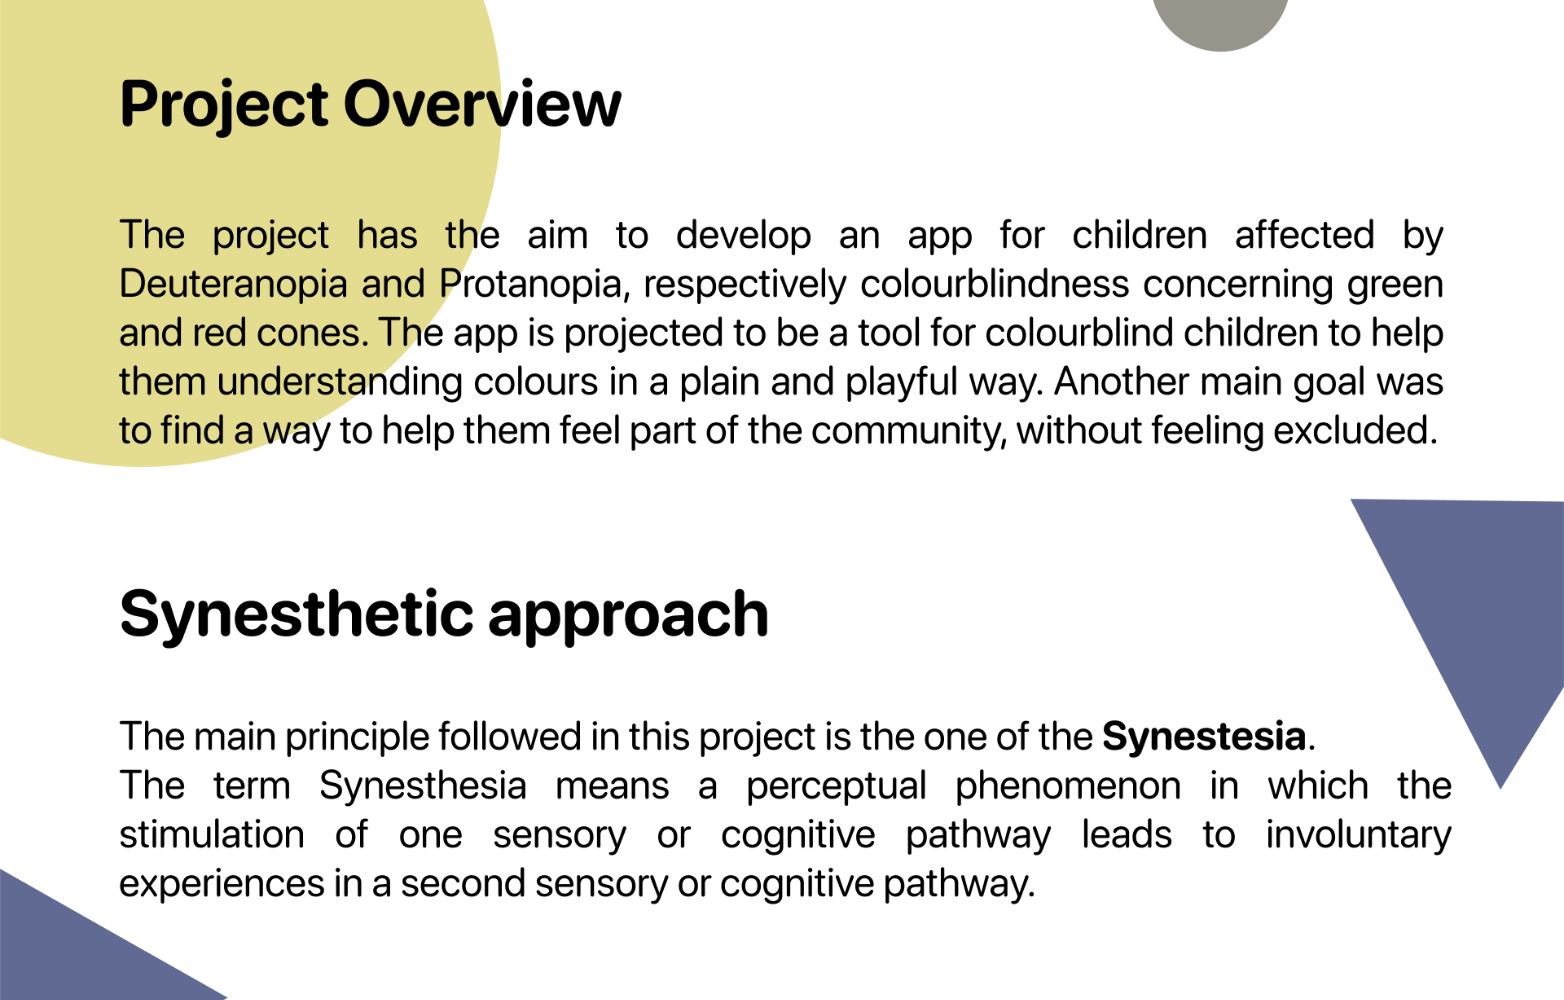 Project Overview
The project has the aim to develop an app for children affected by
Deuteranopia and Protanopia, respectively colourblindness concerning green
and red cones. The app is projected to be a tool for colourblind children to help
them understanding colours in a plain and playful way. Another main goal was
to find a way to help them feel part of the community, without feeling excluded.
Synesthetic approach
The main principle followed in this project is the one of the Synestesia.
The term Synesthesia means a perceptual phenomenon in which the
stimulation of one sensory or cognitive pathway leads to involuntary
experiences in a second sensory or cognitive pathway.